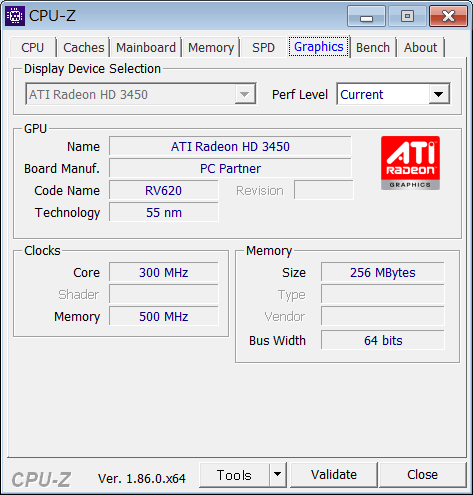 CPU-Z
CPU Caches Mainboard Memory SPD Graphics Bench About
Display Device Selection
ATI Radeon HD 3450 Perf Level Current
GPU
Name ATI Radeon HD 3450
Board Manuf. PC Partner
Code Name RV620 Revision
Technology 55 nm
ATI
RADEON
GRAPHICS
Clocks
Core 300 MHz
Shader
Memory 500 MHz
Memory
Size 256 MBytes
Type
Vendor
Bus Width 64 bits
CPU-Z Ver. 1.86.0.x64 Tools Validate Close